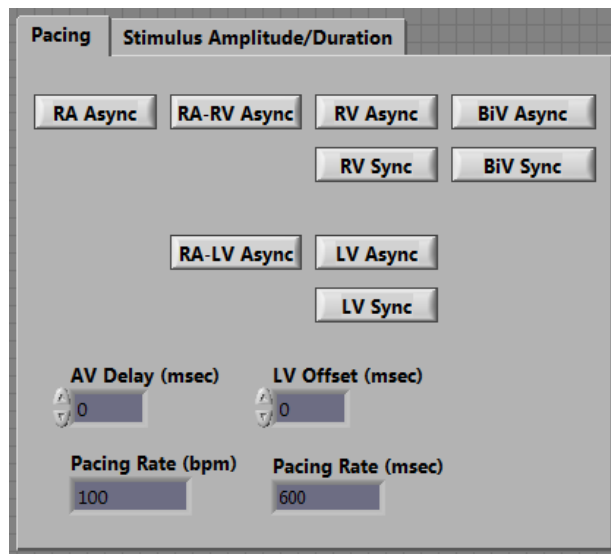 Pacing
Stimulus Amplitude/Duration
RA Async
RA-RV Async
RV Async
BiV Async
RV Sync
BiV Sync
RA-LV Async
LV Async
LV Sync
AV Delay (msec)
LV Offset (msec)
0
0
Pacing Rate (bpm)
Pacing Rate (msec)
100
600